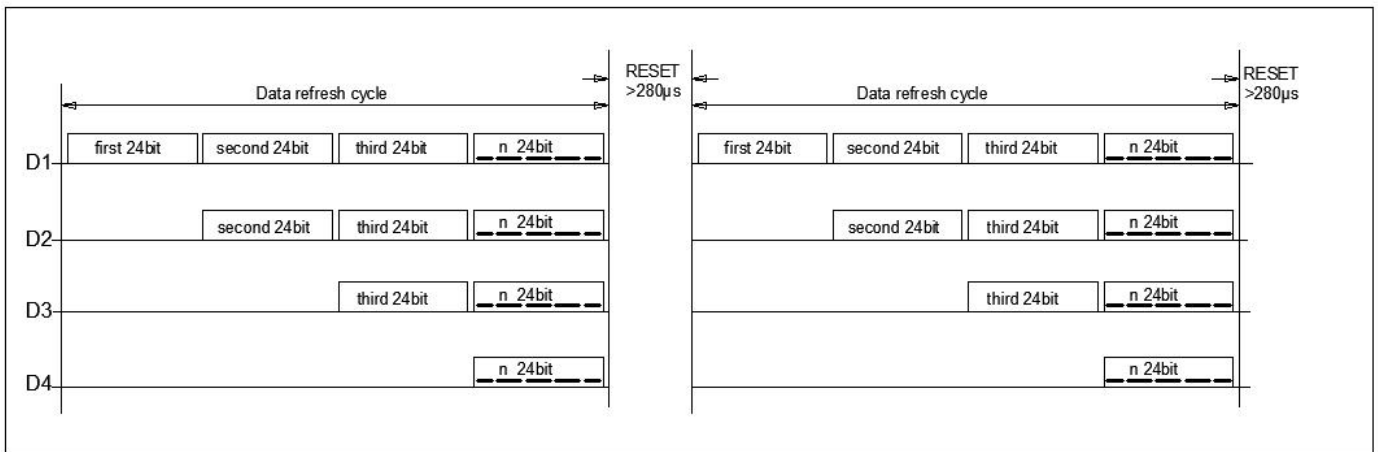 RESET
>280µs
RESET
>280µs
Data refresh cycle
Data refresh cycle
D1 first 24bit second 24bit third 24bit n 24bit first 24bit second 24bit third 24bit n 24bit
D2 second 24bit third 24bit n 24bit second 24bit third 24bit n 24bit
D3 third 24bit n 24bit third 24bit n 24bit
D4 n 24bit n 24bit